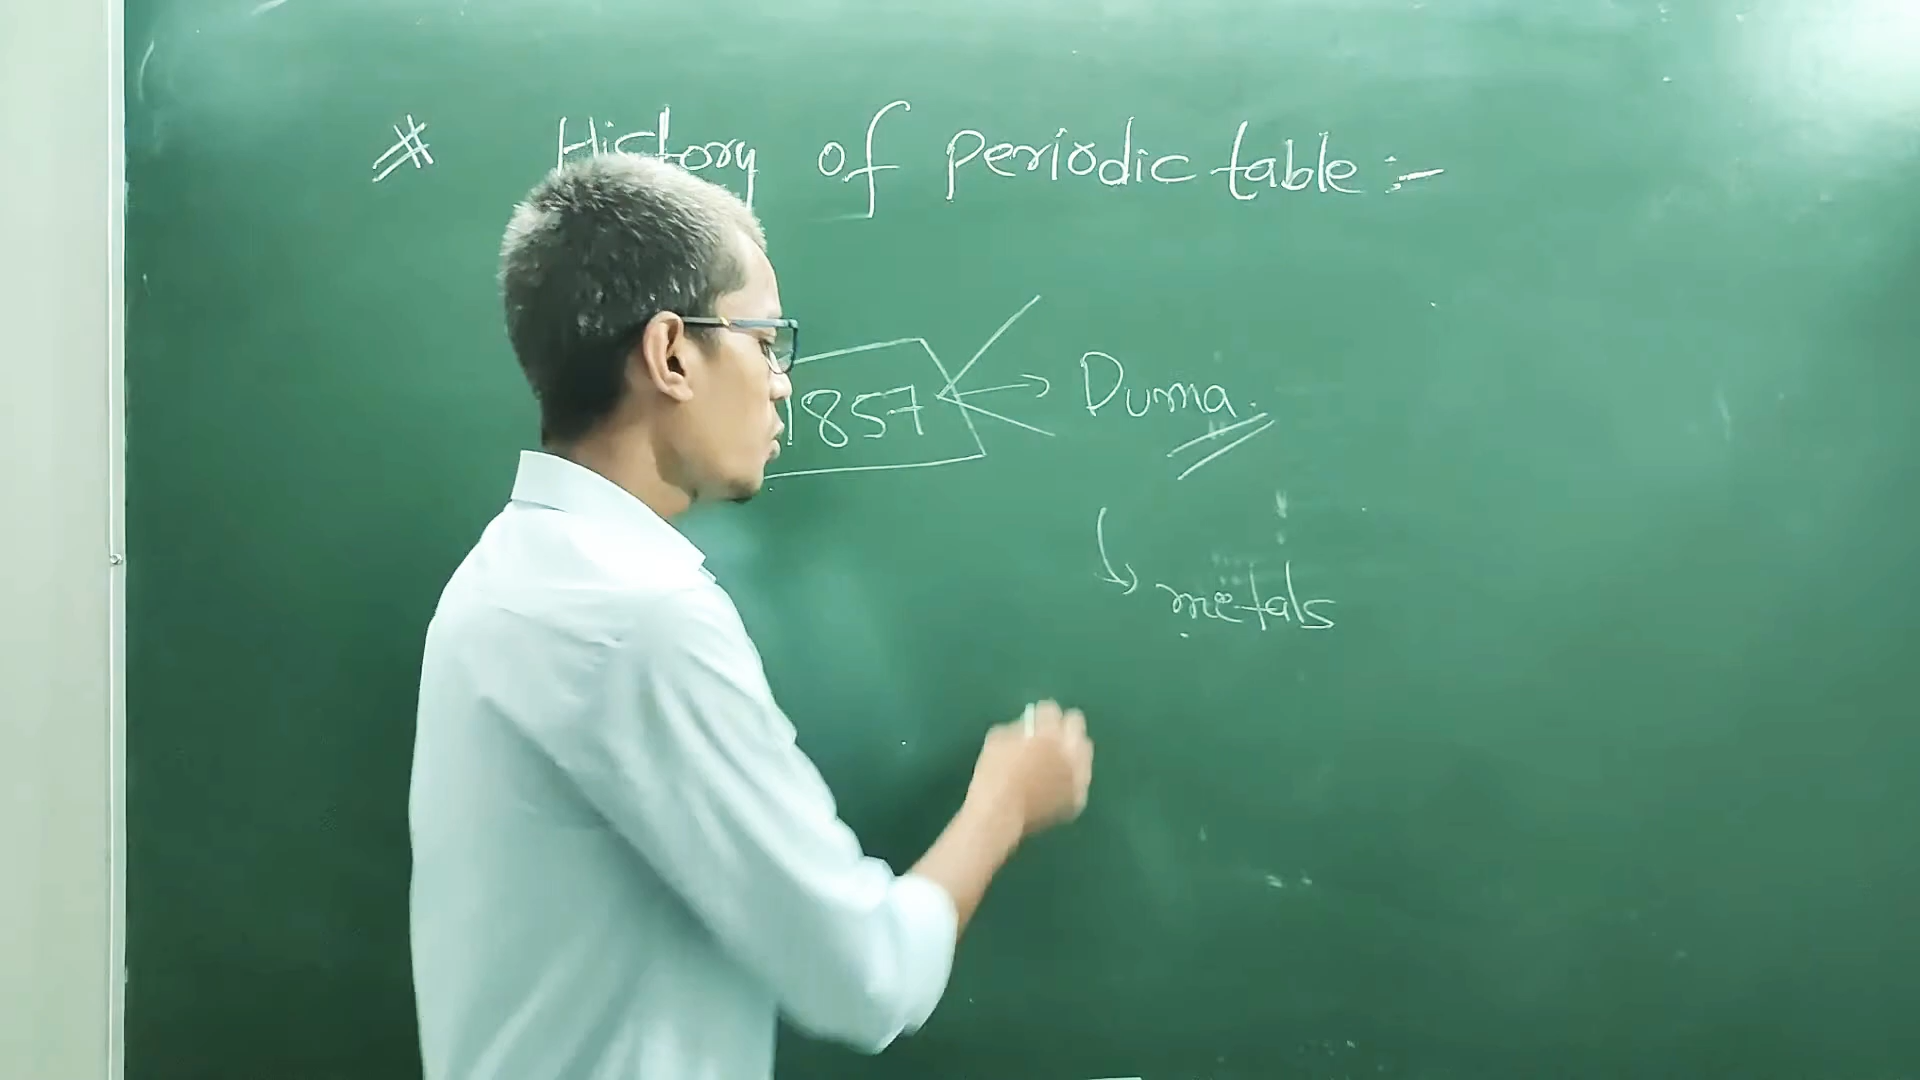 * History of periodic table :-
1857 → Duma.
metals